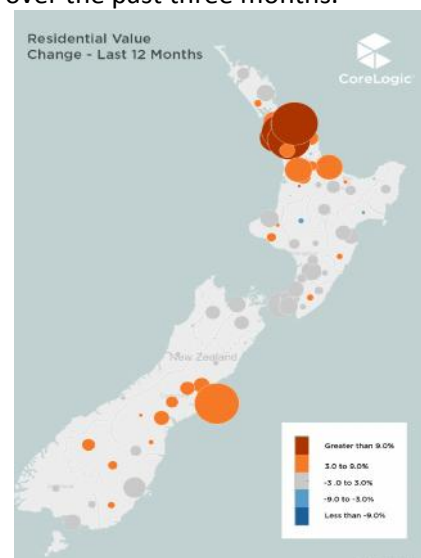 over the past three months.
Residential Value
Change - Last 12 Months
CoreLogic
New Zealand
Greater than 9.0%
3.0 to 9.0%
-3.0 to 3.0%
-9.0 to -3.0%
Less than -9.0%